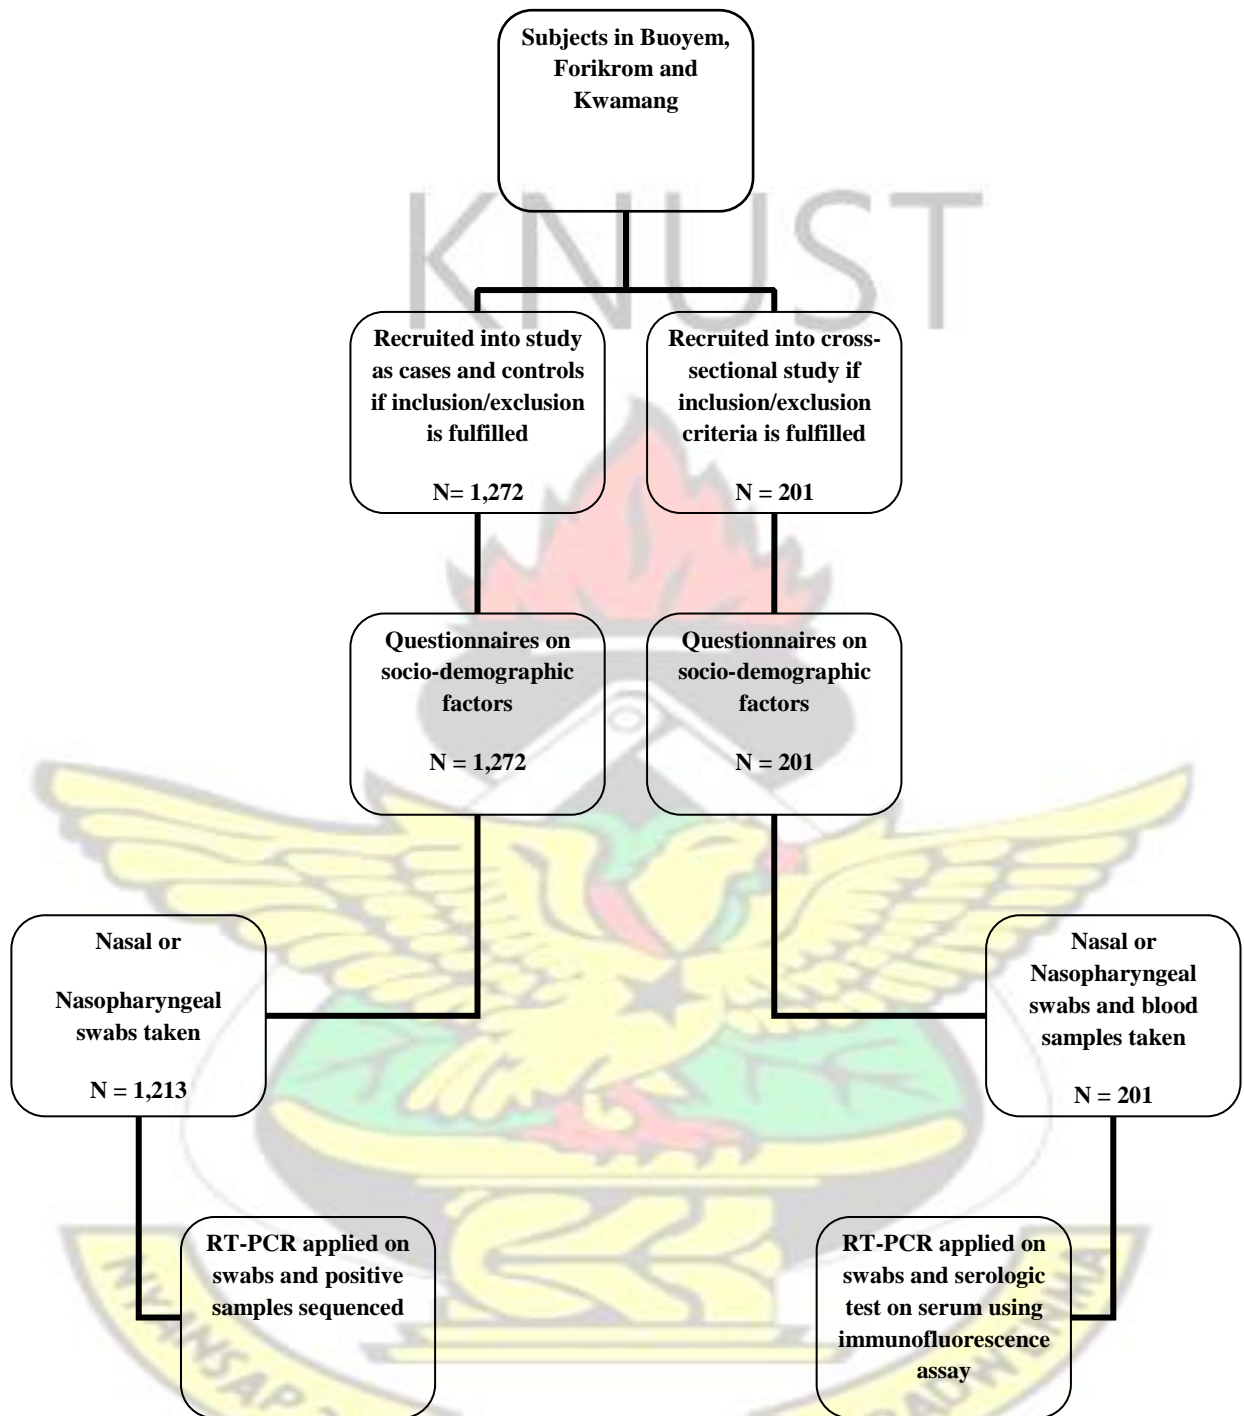 Subjects in Buoyem,
Forikrom and
Kwamang
KNUST
Recruited into study
as cases and controls
if inclusion/exclusion
is fulfilled
N= 1,272
Recruited into cross-
sectional study if
inclusion/exclusion
criteria is fulfilled
N = 201
Questionnaires on
socio-demographic
factors
N = 1,272
Questionnaires on
socio-demographic
factors
N = 201
Nasal or
Nasopharyngeal
swabs taken
N = 1,213
Nasal or
Nasopharyngeal
swabs and blood
samples taken
N = 201
RT-PCR applied on
swabs and positive
samples sequenced
RT-PCR applied on
swabs and serologic
test on serum using
immunofluorescence
assay